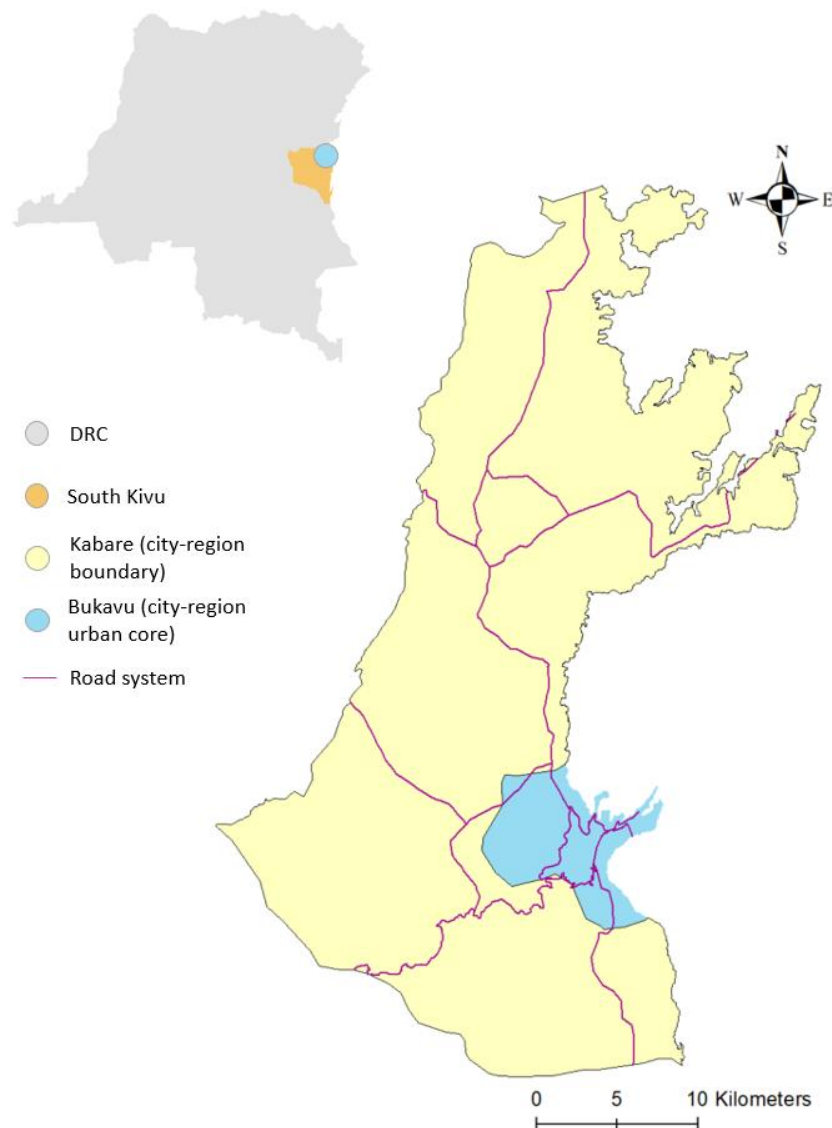 N
W
E
S
DRC
South Kivu
Kabare (city-region
boundary)
Bukavu (city-region
urban core)
Road system
0 5 10 Kilometers